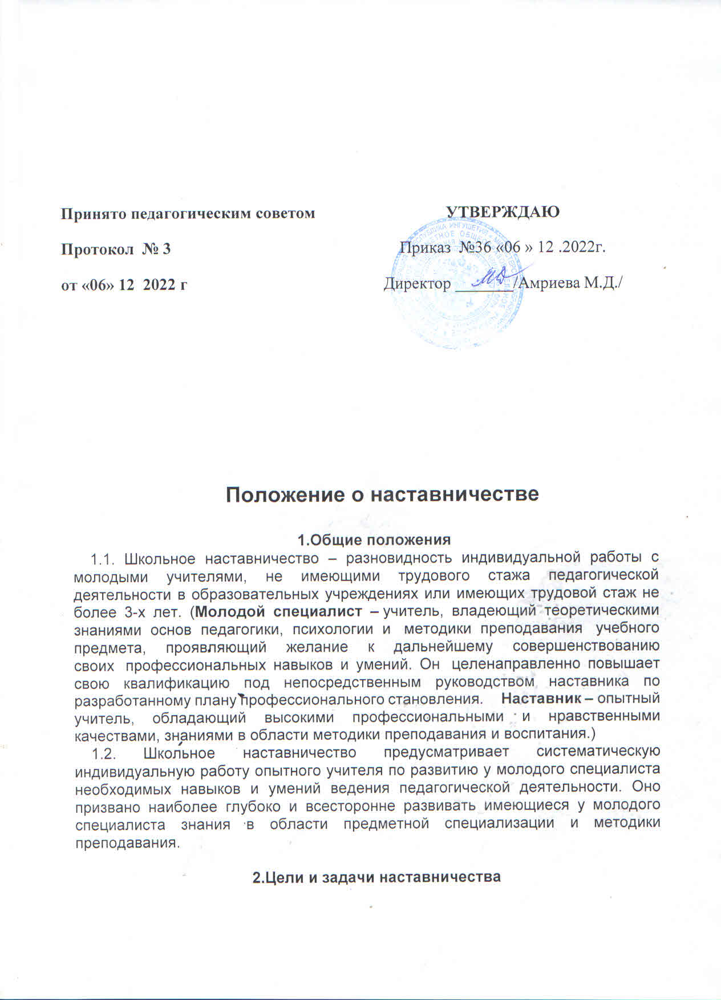 Принято педагогическим советом
УТВЕРЖДАЮ
Протокол № 3
Приказ №36 «06 » 12 .2022г.
от «06» 12 2022 г
Директор _______/Амриева М.Д./
Положение о наставничестве
1.Общие положения
1.1. Школьное наставничество – разновидность индивидуальной работы с
молодыми учителями, не имеющими трудового стажа педагогической
деятельности в образовательных учреждениях или имеющих трудовой стаж не
более 3-х лет. (Молодой специалист – учитель, владеющий теоретическими
знаниями основ педагогики, психологии и методики преподавания учебного
предмета, проявляющий желание к дальнейшему совершенствованию
своих профессиональных навыков и умений. Он целенаправленно повышает
свою квалификацию под непосредственным руководством наставника по
разработанному плану профессионального становления. Наставник – опытный
учитель, обладающий высокими профессиональными и нравственными
качествами, знаниями в области методики преподавания и воспитания.)
1.2. Школьное наставничество предусматривает систематическую
индивидуальную работу опытного учителя по развитию у молодого специалиста
необходимых навыков и умений ведения педагогической деятельности. Оно
призвано наиболее глубоко и всесторонне развивать имеющиеся у молодого
специалиста знания в области предметной специализации и методики
преподавания.
2.Цели и задачи наставничества
РЕСПУБЛИКА ИНГУШЕТИЯ